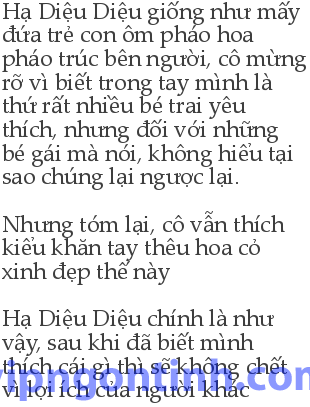 Hạ Diệu Diệu giống như mấy
đứa trẻ con ôm pháo hoa
pháo trúc bên người, cô mừng
rỡ vì biết trong tay mình là
thứ rất nhiều bé trai yêu
thích, nhưng đối với những
bé gái mà nói, không hiểu tại
sao chúng lại ngược lại.
Nhưng tóm lại, cô vẫn thích
kiểu khăn tay thêu hoa cỏ
xinh đẹp thế này
Hạ Diệu Diệu chính là như
vậy, sau khi đã biết mình
thích cái gì thì sẽ không chết
vì lợi ích của người khác
vipngontinh.com